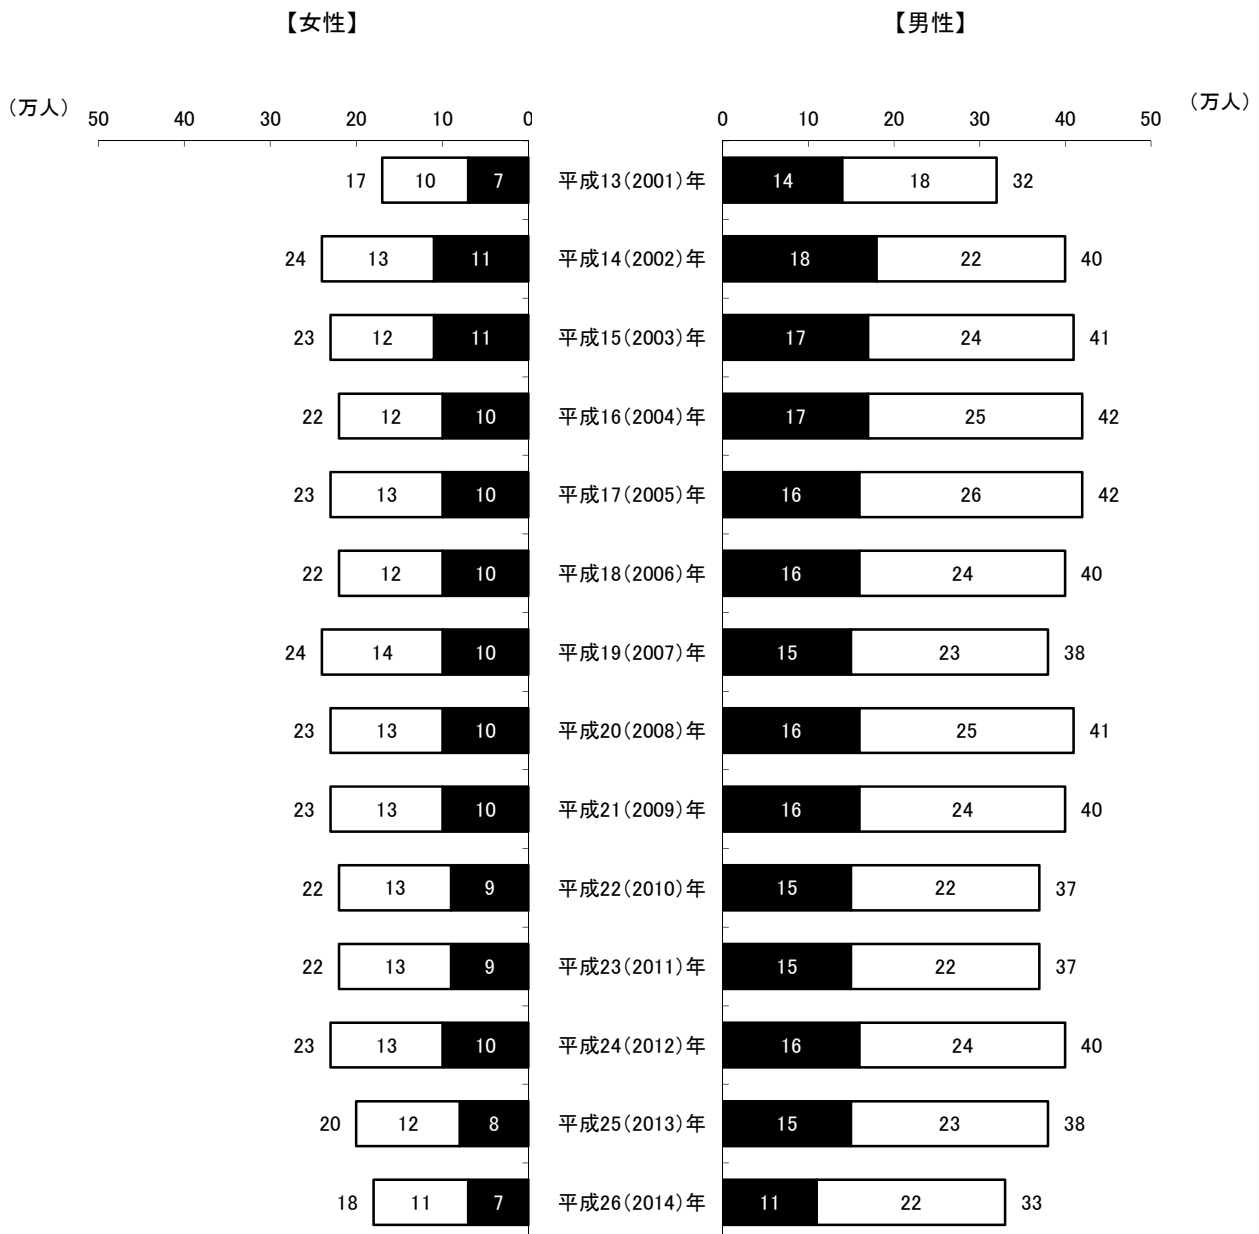 【女性】 【男性】
(万人) 50 40 30 20 10 0 0 10 20 30 40 50 (万人)
17 10 7 平成13(2001)年 14 18 32
24 13 11 平成14(2002)年 18 22 40
23 12 11 平成15(2003)年 17 24 41
22 12 10 平成16(2004)年 17 25 42
23 13 10 平成17(2005)年 16 26 42
22 12 10 平成18(2006)年 16 24 40
24 14 10 平成19(2007)年 15 23 38
23 13 10 平成20(2008)年 16 25 41
23 13 10 平成21(2009)年 16 24 40
22 13 9 平成22(2010)年 15 22 37
22 13 9 平成23(2011)年 15 22 37
23 13 10 平成24(2012)年 16 24 40
20 12 8 平成25(2013)年 15 23 38
18 11 7 平成26(2014)年 11 22 33